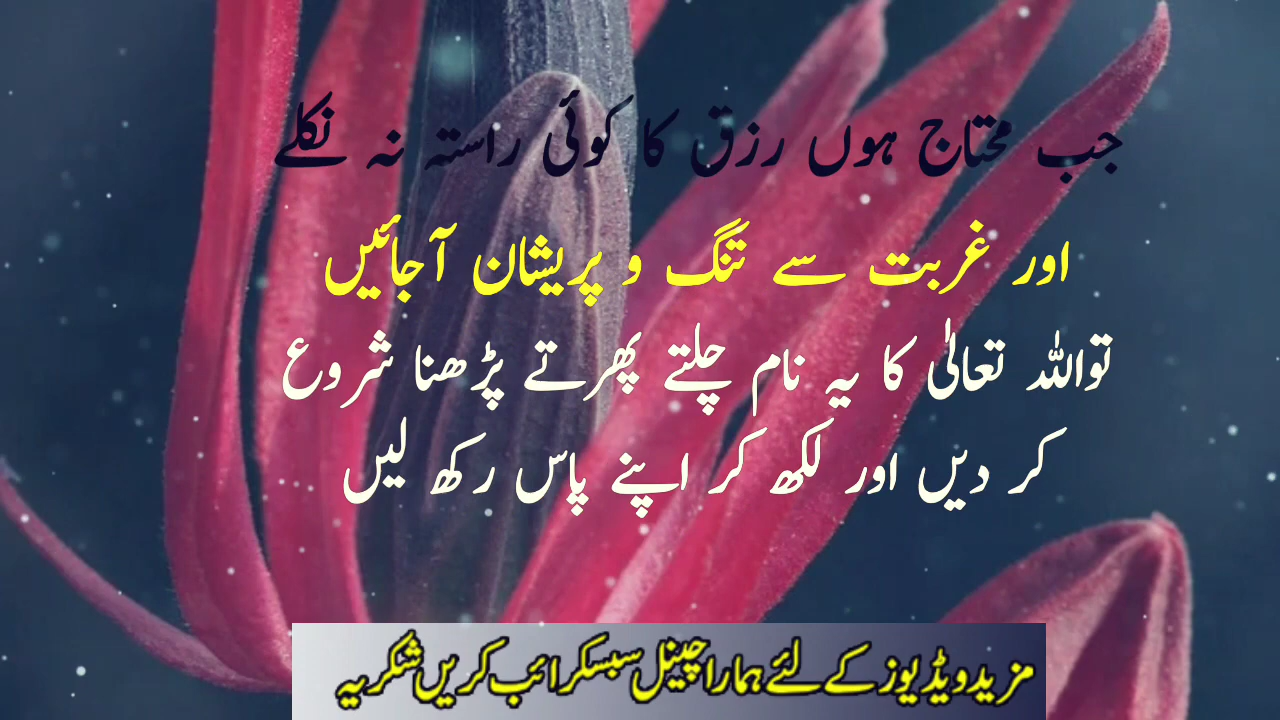 جب محتاج ہوں رزق کا کوئی راستہ نہ نکلے
اور غربت سے تنگ و پریشان آجائیں
تواللہ تعالیٰ کا یہ نام چلتے پھرتے پڑھنا شروع
کر دیں اور لکھ کر اپنے پاس رکھ لیں
مزیدویڈیوز کے لئے ہماراچینل سبسکرائب کریں شکریہ